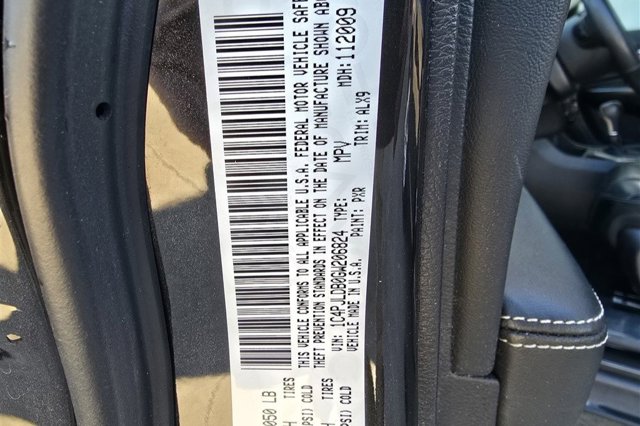 050 LB TIRES
PSI) COLD TIRES
PSI) COLD
THIS VEHICLE CONFORMS TO ALL APPLICABLE U.S.A. FEDERAL MOTOR VEHICLE SAFE
THEFT PREVENTION STANDARDS IN EFFECT ON THE DATE OF MANUFACTURE SHOWN ABO
VIN: 1C4PJLDB0GW206824 TYPE: MPV MDH:112009
VEHICLE MADE IN U.S.A. PAINT: PXR TRIM:ALX9